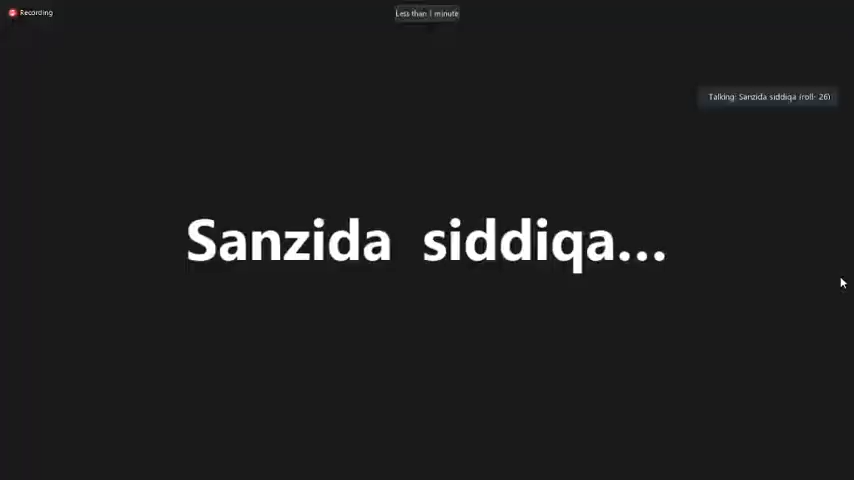 Recording
Less than 1 minute
Talking: Sanzida siddiqa (roll- 26)
Sanzida siddiqa...